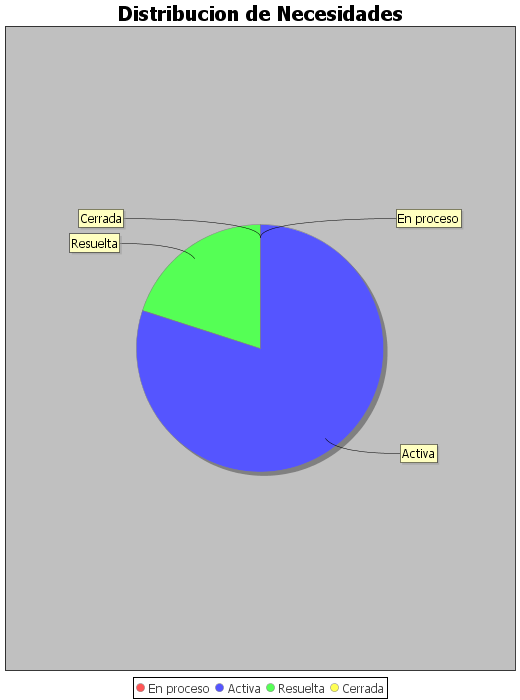 Distribucion de Necesidades
Cerrada
En proceso
Resuelta
Activa
En proceso Activa Resuelta Cerrada